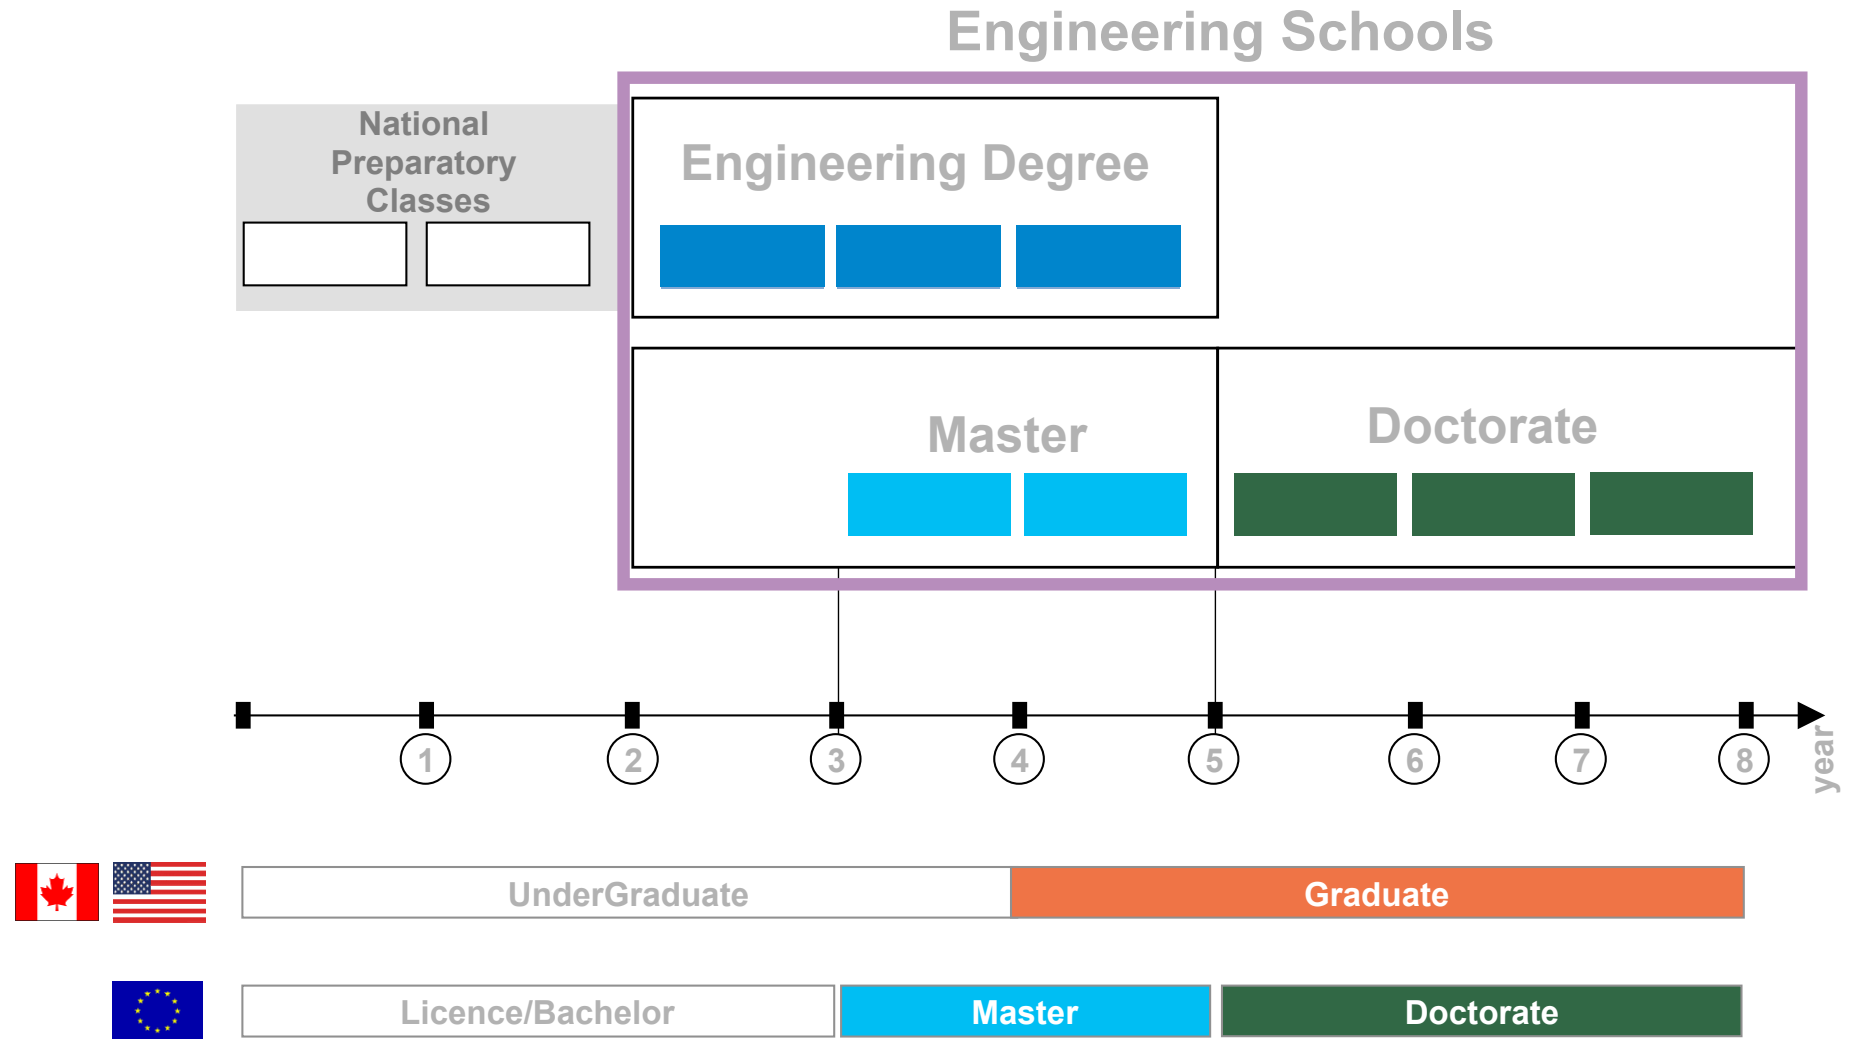 Engineering Schools
National
Preparatory
Classes
Engineering Degree
Master
Doctorate
1
2
3
4
5
6
7
8
year
UnderGraduate
Graduate
Licence/Bachelor
Master
Doctorate